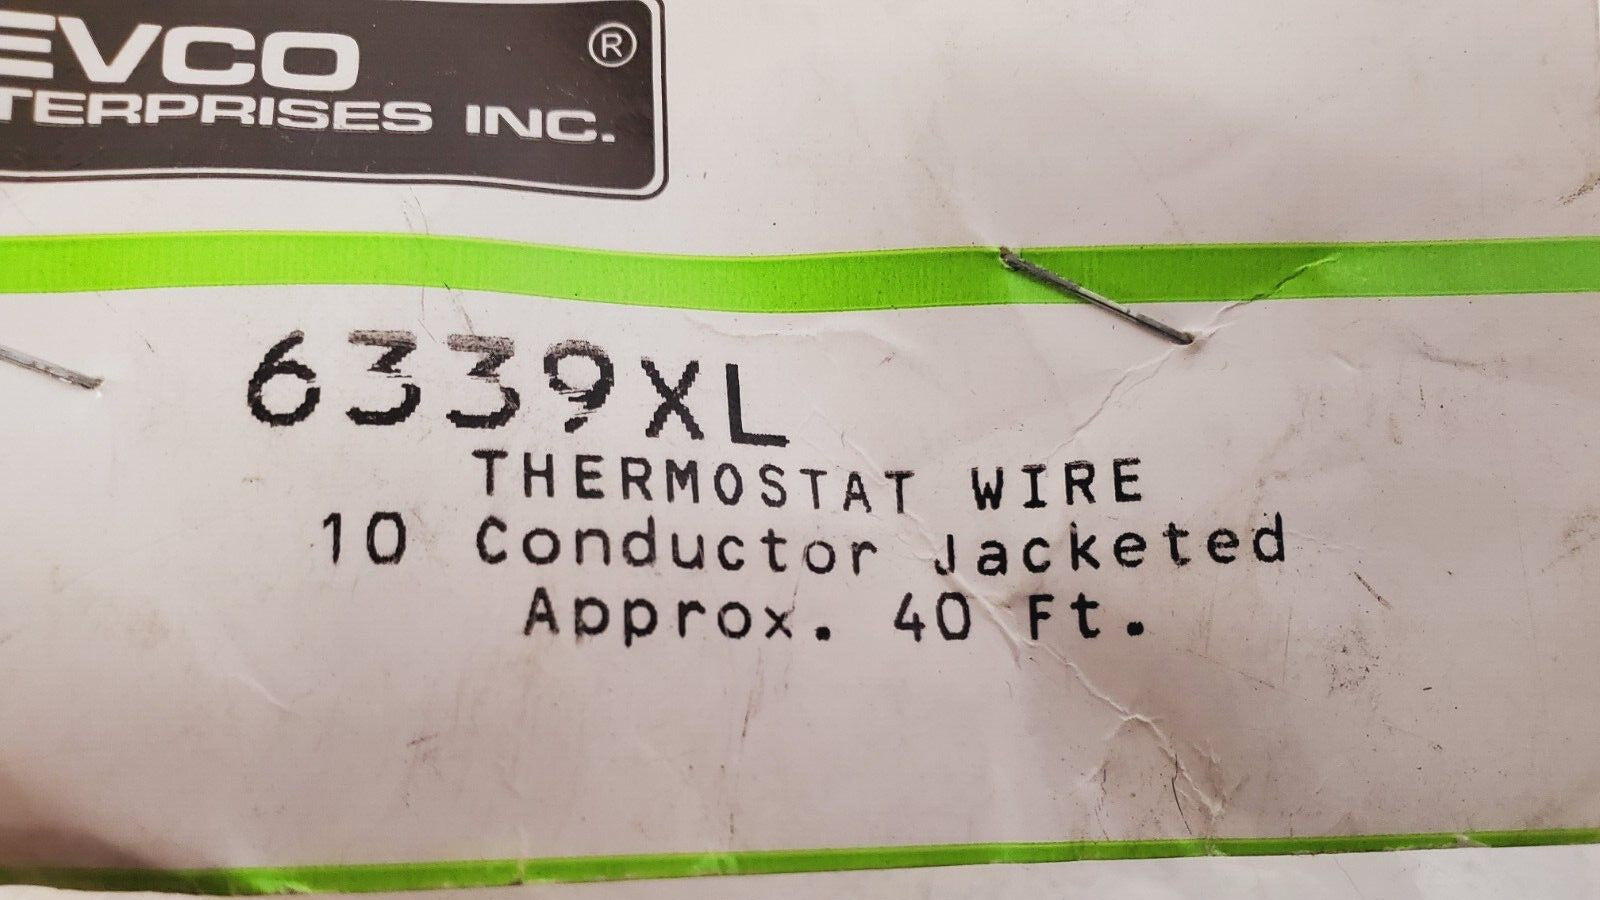 EVCO ®
TERPRISES INC.
6339XL
THERMOSTAT WIRE
10 Conductor Jacketed
Approx. 40 Ft.